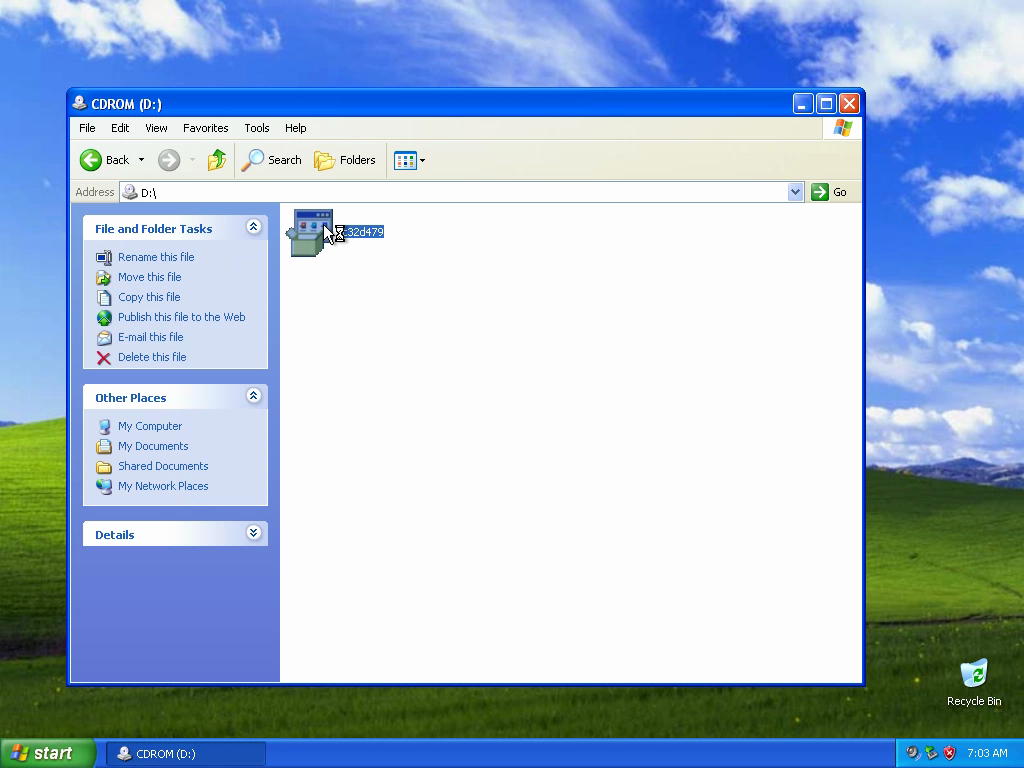 CDROM (D:)
File Edit View Favorites Tools Help
Back Search Folders
Address D:\ Go
File and Folder Tasks
Rename this file
Move this file
Copy this file
Publish this file to the Web
E-mail this file
Delete this file
Other Places
My Computer
My Documents
Shared Documents
My Network Places
Details
Recycle Bin
start CDROM (D:) 7:03 AM